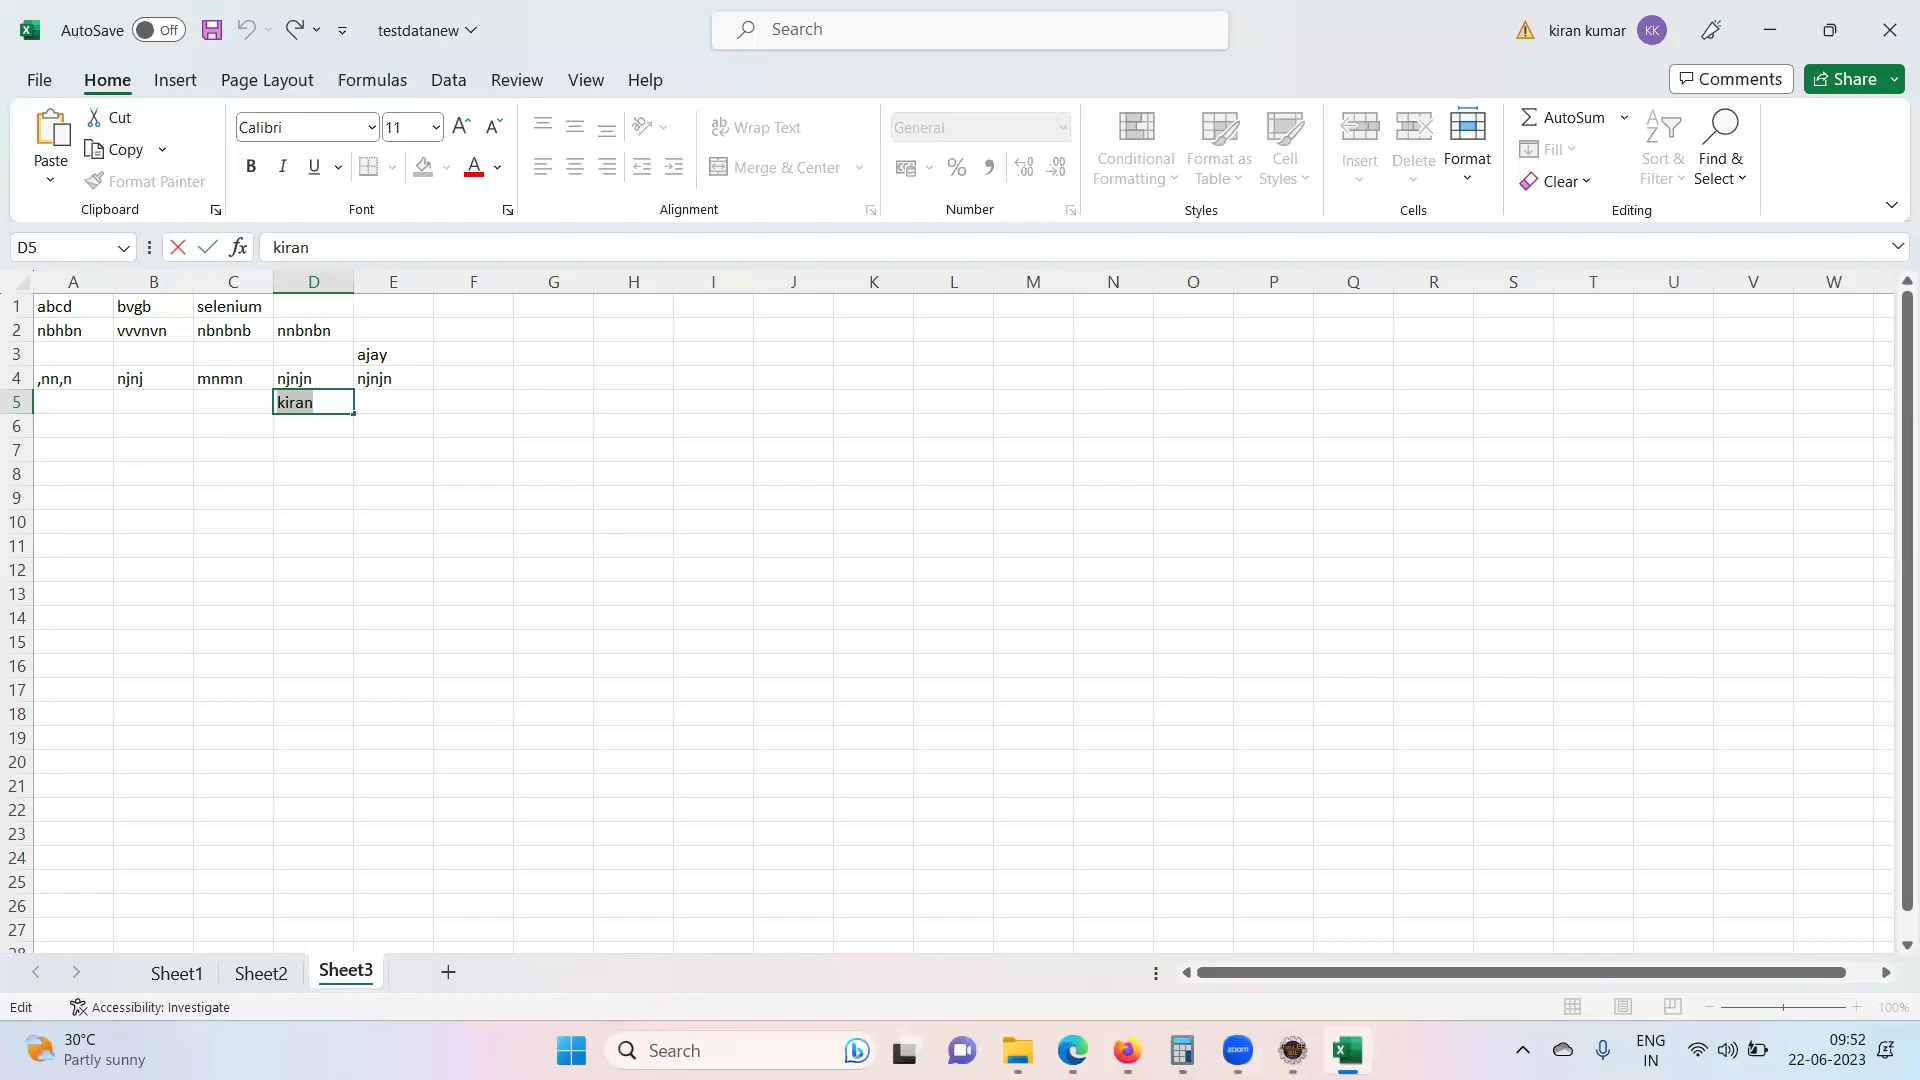 AutoSave Off testdatanew Search kiran kumar KK
File Home Insert Page Layout Formulas Data Review View Help Comments Share
Paste Cut Copy Format Painter Clipboard
Calibri 11 B I U A Font
Wrap Text Merge & Center Alignment
General % Number
Conditional Formatting Format as Table Cell Styles Styles
Insert Delete Format Cells
AutoSum Fill Clear Sort & Filter Find & Select Editing
D5 fx kiran
A B C D E F G H I J K L M N O P Q R S T U V W
1 abcd bvgb selenium
2 nbhbn vvvnvn nbnbnb nnbnbn
3 ajay
4 ,nn,n njnj mnmn njnjn njnjn
5 kiran
6
7
8
9
10
11
12
13
14
15
16
17
18
19
20
21
22
23
24
25
26
27
28
Sheet1 Sheet2 Sheet3
Edit Accessibility: Investigate 100%
30°C
Partly sunny
Search
zoom
ENG
IN
09:52
22-06-2023